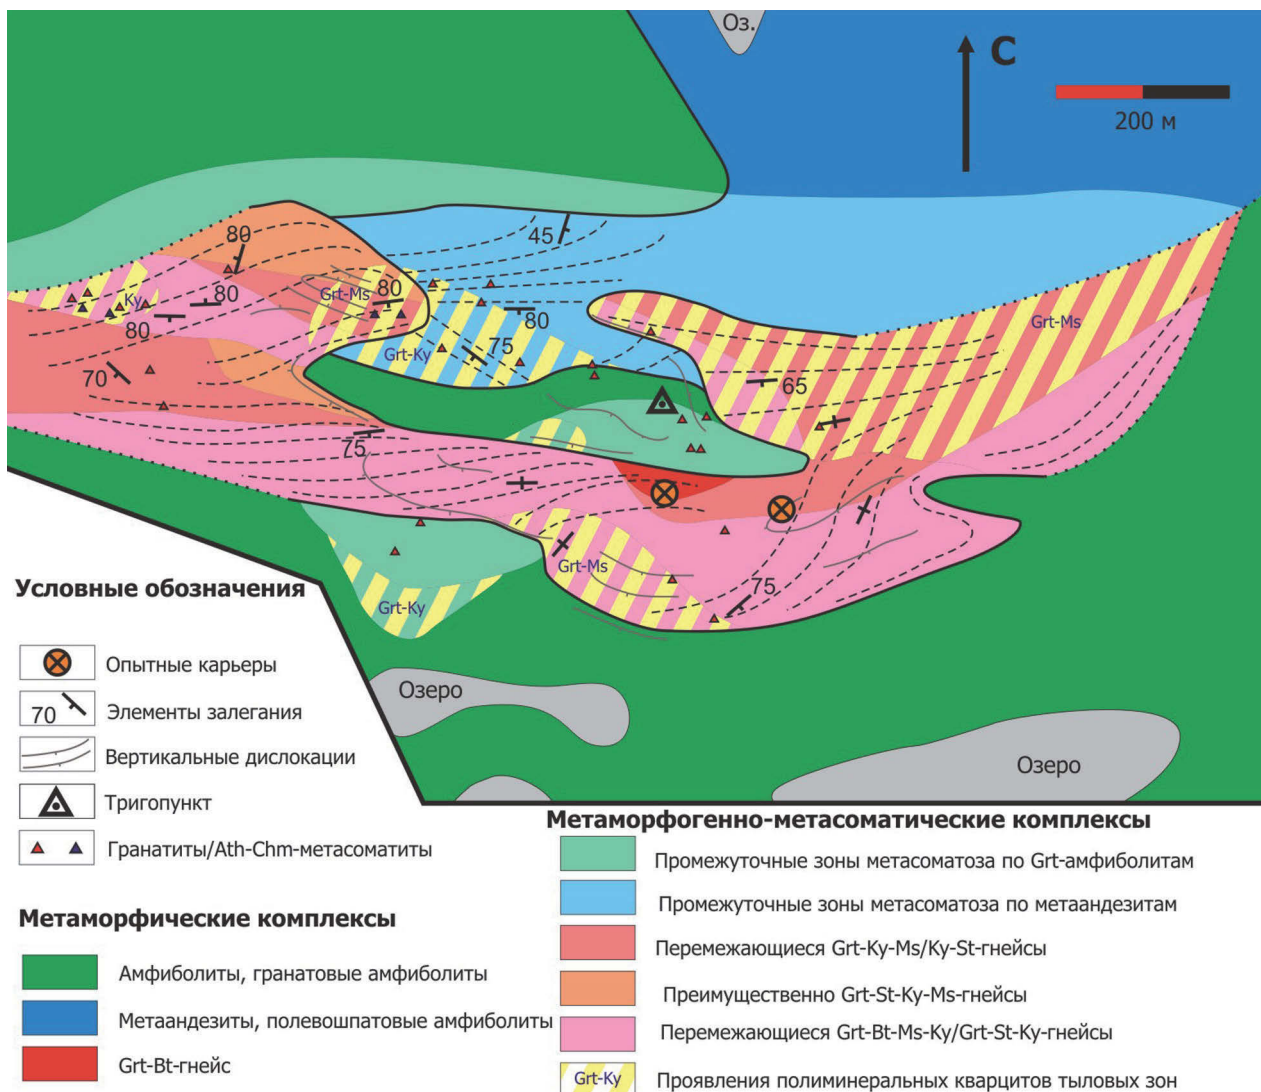 Оз.
С
200 м
80
45
80
Grt-Ms
Ky
80
80
Grt-Ms
80
Grt-Ky
75
70
65
75
Grt-Ms
Grt-Ky
75
Озеро
Озеро
Условные обозначения
Опытные карьеры
70
Элементы залегания
Вертикальные дислокации
Тригопункт
Гранатиты/Ath-Chm-метасоматиты
Метаморфические комплексы
Амфиболиты, гранатовые амфиболиты
Метаандезиты, полевошпатовые амфиболиты
Grt-Bt-гнейс
Метаморфогенно-метасоматические комплексы
Промежуточные зоны метасоматоза по Grt-амфиболитам
Промежуточные зоны метасоматоза по метаандезитам
Перемежающиеся Grt-Ky-Ms/Ky-St-гнейсы
Преимущественно Grt-St-Ky-Ms-гнейсы
Перемежающиеся Grt-Bt-Ms-Ky/Grt-St-Ky-гнейсы
Grt-Ky
Проявления полиминеральных кварцитов тыловых зон